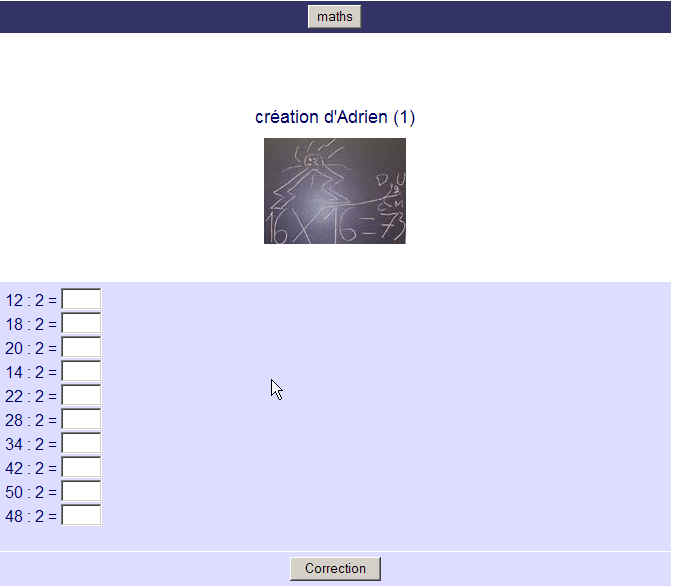 maths
création d'Adrien (1)
D U
16 X 16 = 73
12 : 2 =
18 : 2 =
20 : 2 =
14 : 2 =
22 : 2 =
28 : 2 =
34 : 2 =
42 : 2 =
50 : 2 =
48 : 2 =
Correction